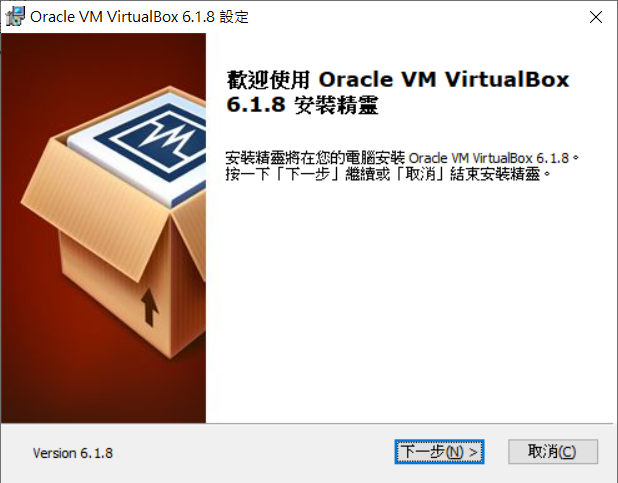 Oracle VM VirtualBox 6.1.8 設定
歡迎使用 Oracle VM VirtualBox
6.1.8 安裝精靈
安裝精靈將在您的電腦安裝 Oracle VM VirtualBox 6.1.8。
按一下「下一步」繼續或「取消」結束安裝精靈。
Version 6.1.8
下一步(N) >
取消(C)